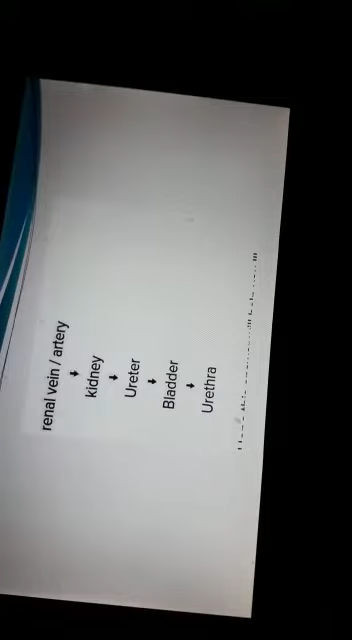 renal vein / artery
↓
kidney
↓
Ureter
↓
Bladder
↓
Urethra